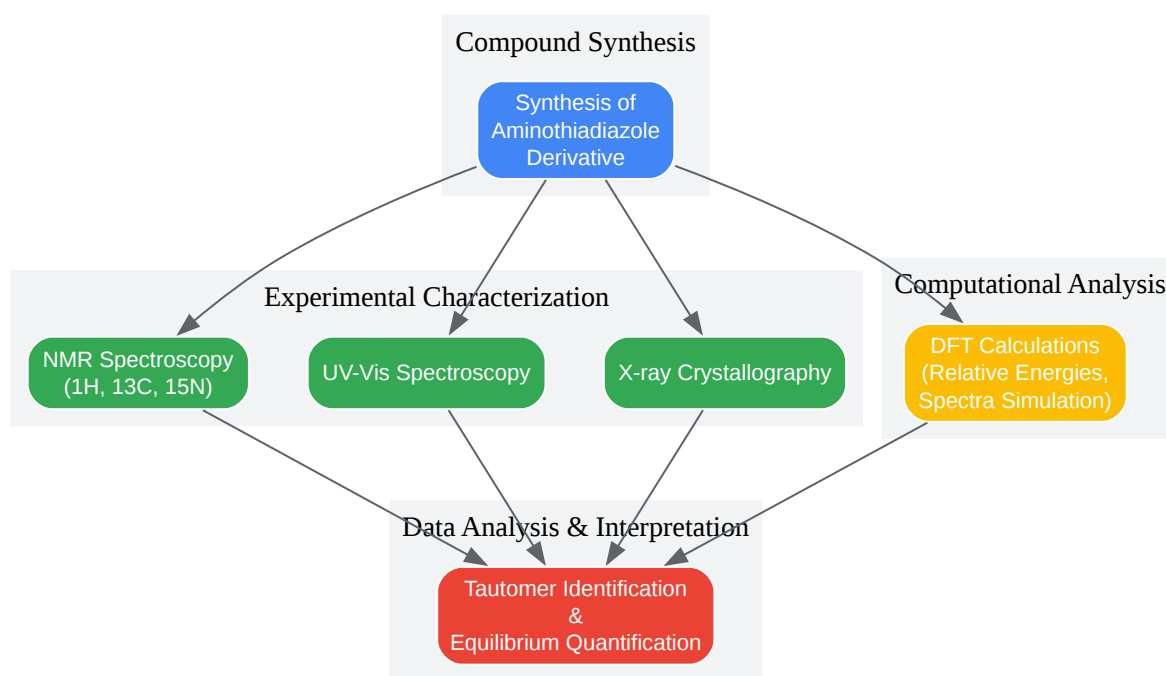 Compound Synthesis
Synthesis of
Aminothiadiazole
Derivative
Experimental Characterization
NMR Spectroscopy
(1H, 13C, 15N)
UV-Vis Spectroscopy
X-ray Crystallography
Computational Analysis
DFT Calculations
(Relative Energies,
Spectra Simulation)
Data Analysis & Interpretation
Tautomer Identification
&
Equilibrium Quantification